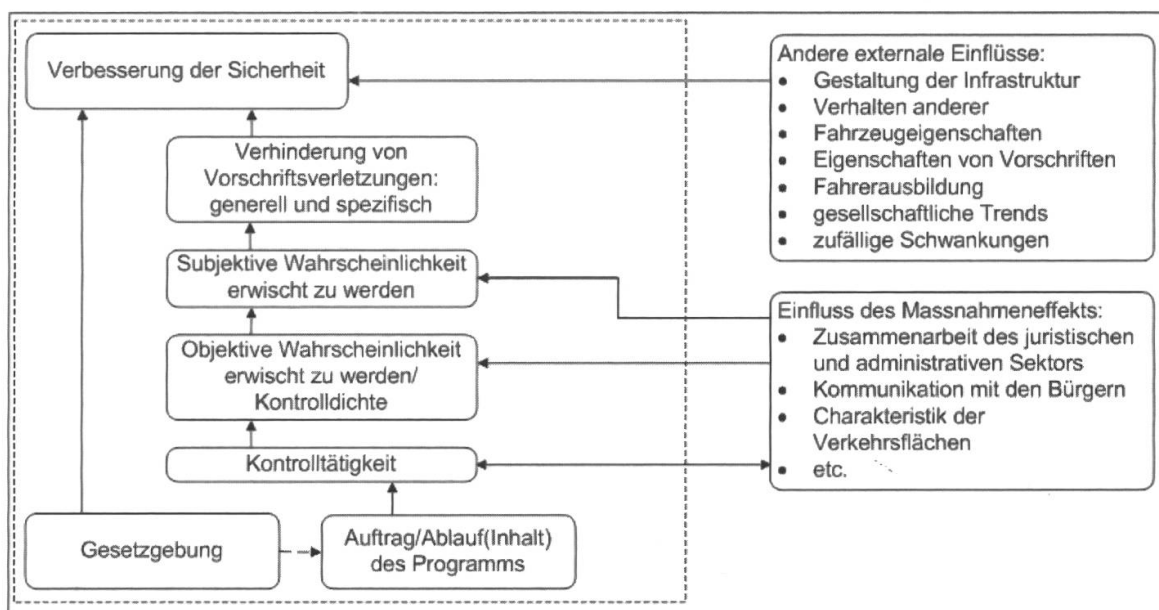 Verbesserung der Sicherheit
Verhinderung von
Vorschriftsverletzungen:
generell und spezifisch
Subjektive Wahrscheinlichkeit
erwischt zu werden
Objektive Wahrscheinlichkeit
erwischt zu werden/
Kontrolldichte
Kontrolltätigkeit
Gesetzgebung
Auftrag/Ablauf(Inhalt)
des Programms
Andere externale Einflüsse:
• Gestaltung der Infrastruktur
• Verhalten anderer
• Fahrzeugeigenschaften
• Eigenschaften von Vorschriften
• Fahrerausbildung
• gesellschaftliche Trends
• zufällige Schwankungen
Einfluss des Massnahmeneffekts:
• Zusammenarbeit des juristischen
und administrativen Sektors
• Kommunikation mit den Bürgern
• Charakteristik der
Verkehrsflächen
• etc.